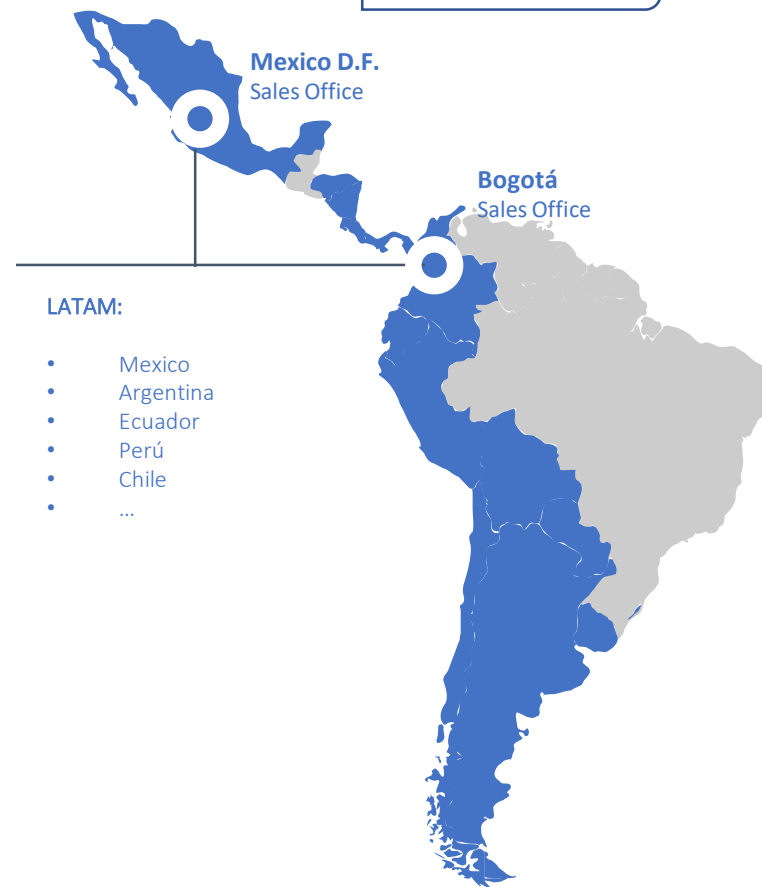 Mexico D.F.
Sales Office
Bogotá
Sales Office
LATAM:
• Mexico
• Argentina
• Ecuador
• Perú
• Chile
• ...